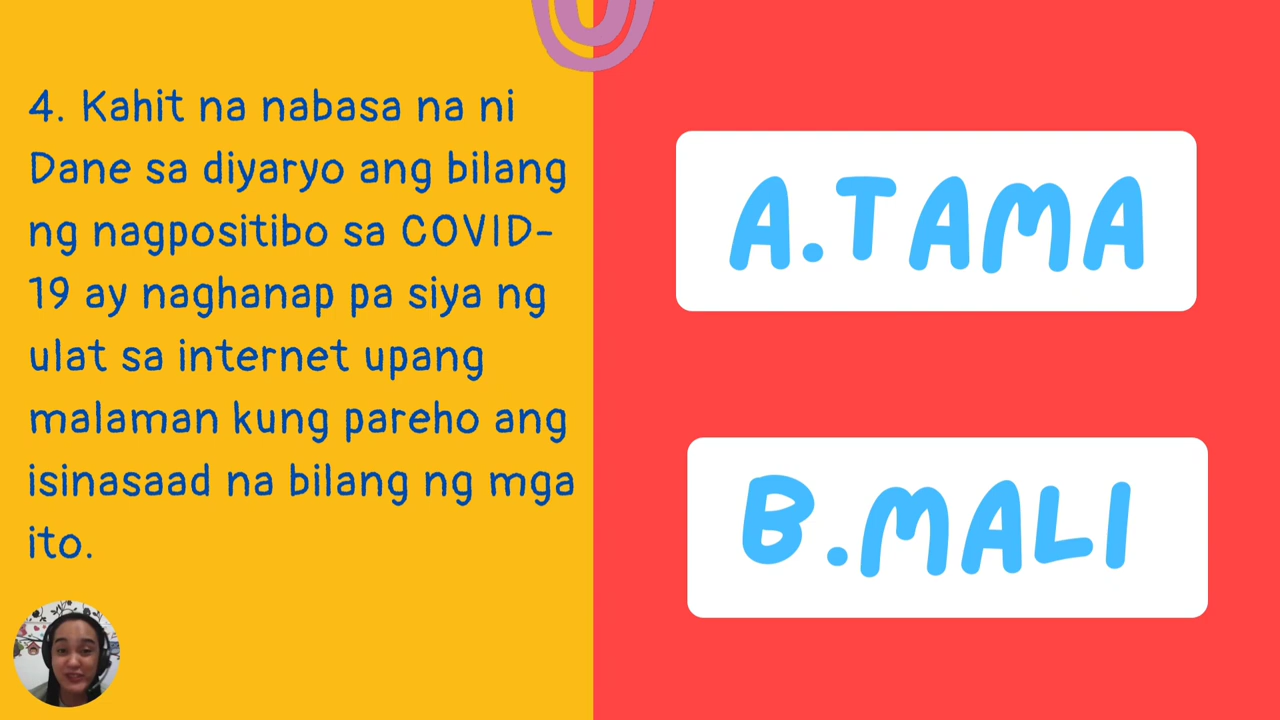 4. Kahit na nabasa na ni
Dane sa diyaryo ang bilang
ng nagpositibo sa COVID-
19 ay naghanap pa siya ng
ulat sa internet upang
malaman kung pareho ang
isinasaad na bilang ng mga
ito.
A.TAMA
B.MALI